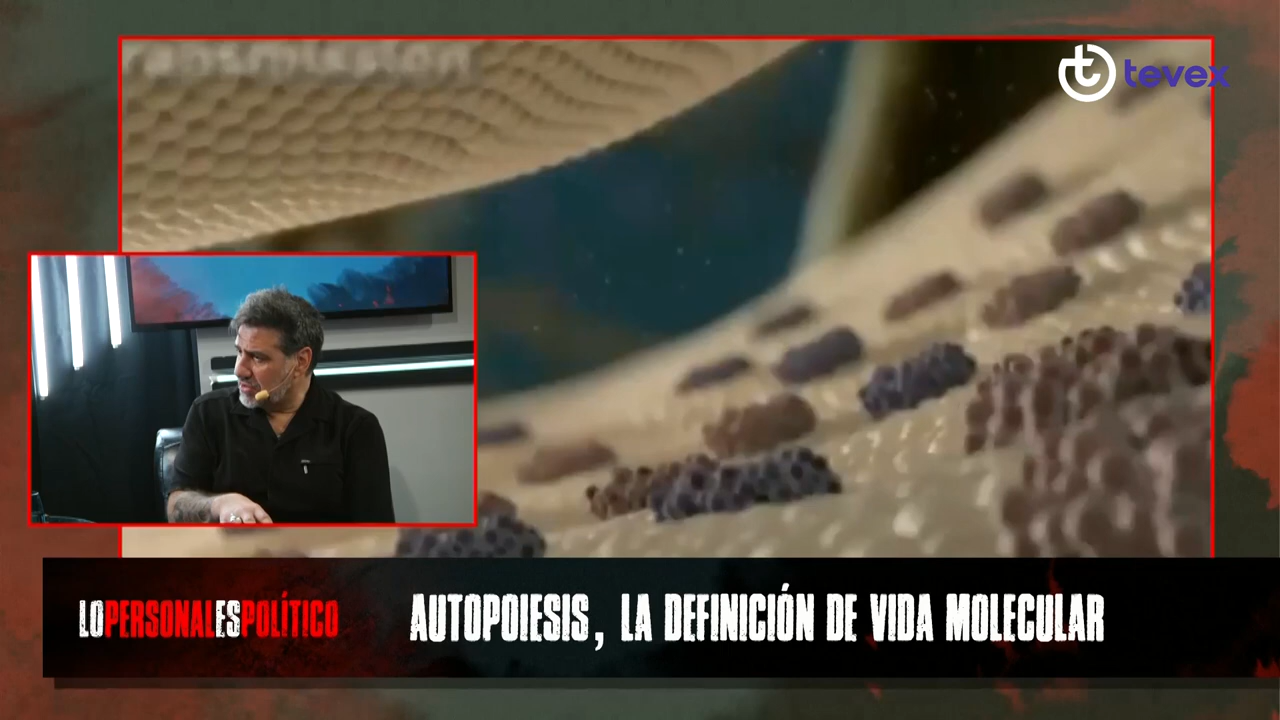 tevex
LOPERSONALESPOLÍTICO
AUTOPOIESIS, LA DEFINICIÓN DE VIDA MOLECULAR